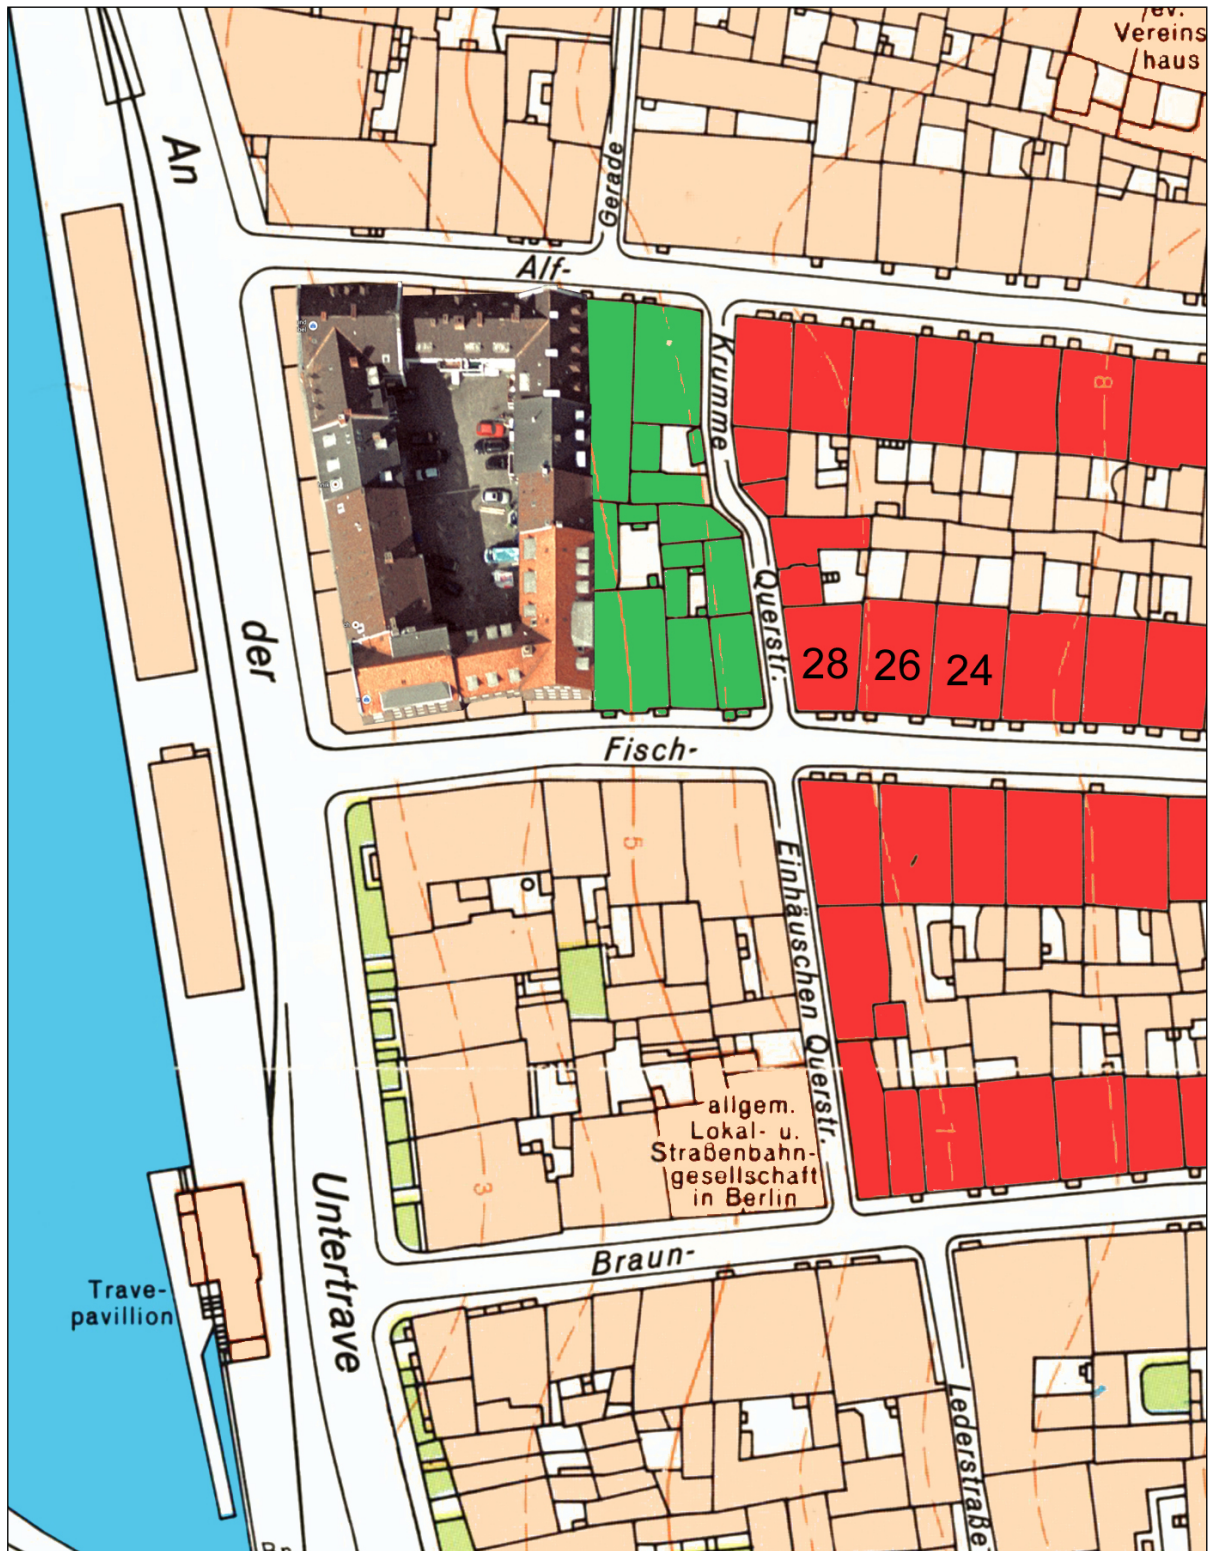 ev.
Vereins
haus
An
Gerade
Alf-
Krumme
8
Querstr.
28 26 24
der
Fisch-
5
Einhäuschen Querstr.
allgem.
Lokal- u.
Straßenbahn-
gesellschaft
in Berlin
1
3
Untertrave
Braun-
Trave-
pavillion
Lederstraße